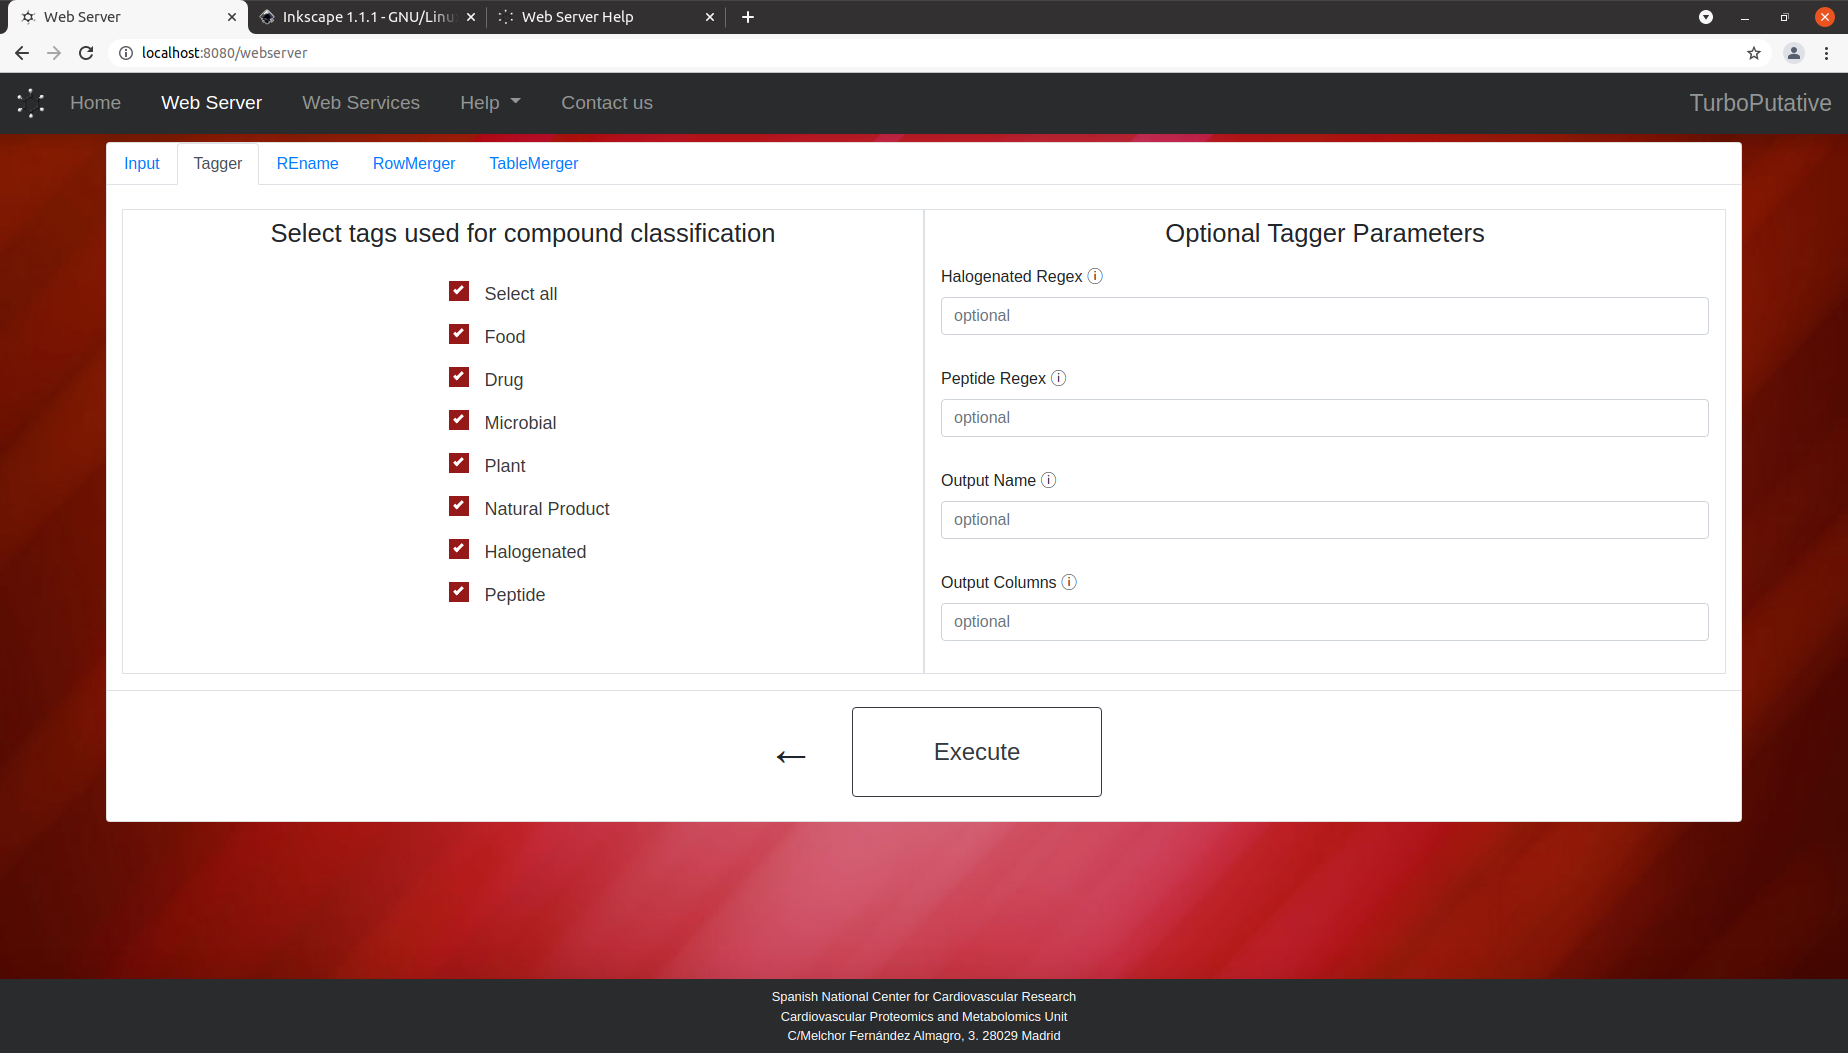 Web Server
Inkscape 1.1.1 - GNU/Linu
Web Server Help
localhost:8080/webserver
Home
Web Server
Web Services
Help
Contact us
TurboPutative
Input
Tagger
REname
RowMerger
TableMerger
Select tags used for compound classification
Select all
Food
Drug
Microbial
Plant
Natural Product
Halogenated
Peptide
Optional Tagger Parameters
Halogenated Regex
optional
Peptide Regex
optional
Output Name
optional
Output Columns
optional
Execute
Spanish National Center for Cardiovascular Research
Cardiovascular Proteomics and Metabolomics Unit
C/Melchor Fernández Almagro, 3. 28029 Madrid